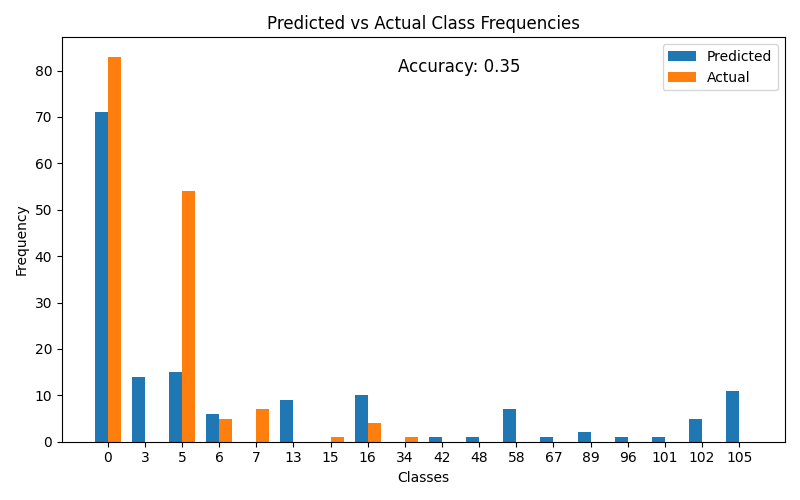 Predicted vs Actual Class Frequencies
Accuracy: 0.35
Predicted
Actual
Frequency
80
70
60
50
40
30
20
10
0
0 3 5 6 7 13 15 16 34 42 48 58 67 89 96 101 102 105
Classes